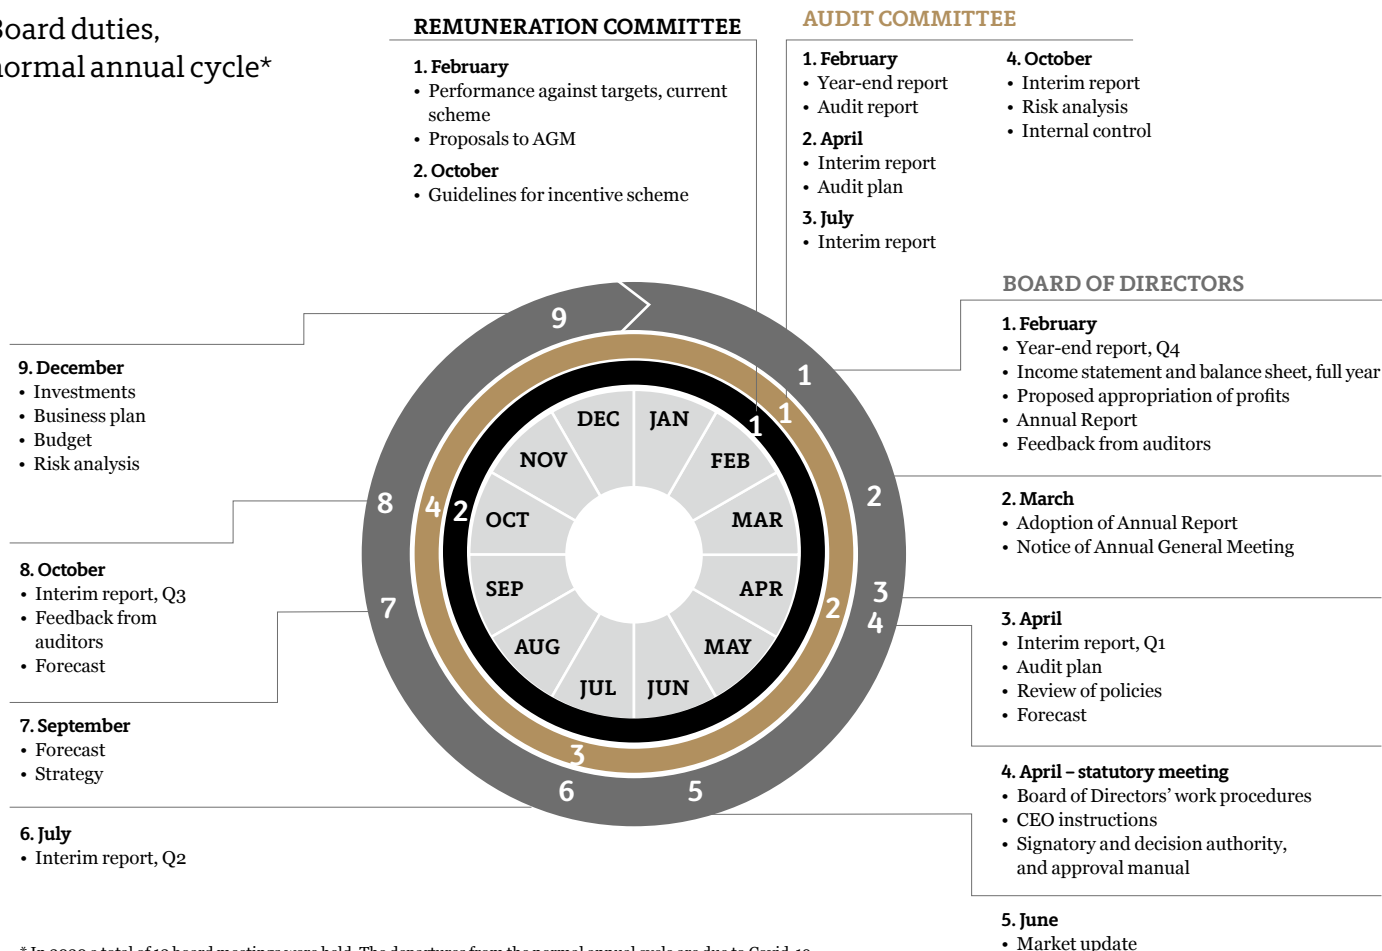 Board duties,
normal annual cycle*
REMUNERATION COMMITTEE
1. February
• Performance against targets, current
scheme
• Proposals to AGM
2. October
• Guidelines for incentive scheme
AUDIT COMMITTEE
1. February
• Year-end report
• Audit report
2. April
• Interim report
• Audit plan
3. July
• Interim report
4. October
• Interim report
• Risk analysis
• Internal control
BOARD OF DIRECTORS
1. February
• Year-end report, Q4
• Income statement and balance sheet, full year
• Proposed appropriation of profits
• Annual Report
• Feedback from auditors
2. March
• Adoption of Annual Report
• Notice of Annual General Meeting
3. April
• Interim report, Q1
• Audit plan
• Review of policies
• Forecast
4. April – statutory meeting
• Board of Directors’ work procedures
• CEO instructions
• Signatory and decision authority,
and approval manual
5. June
• Market update
6. July
• Interim report, Q2
7. September
• Forecast
• Strategy
8. October
• Interim report, Q3
• Feedback from
auditors
• Forecast
9. December
• Investments
• Business plan
• Budget
• Risk analysis
9
1
1
1
2
3
4
2
5
6
3
7
8
4
2
JAN
FEB
MAR
APR
MAY
JUN
JUL
AUG
SEP
OCT
NOV
DEC